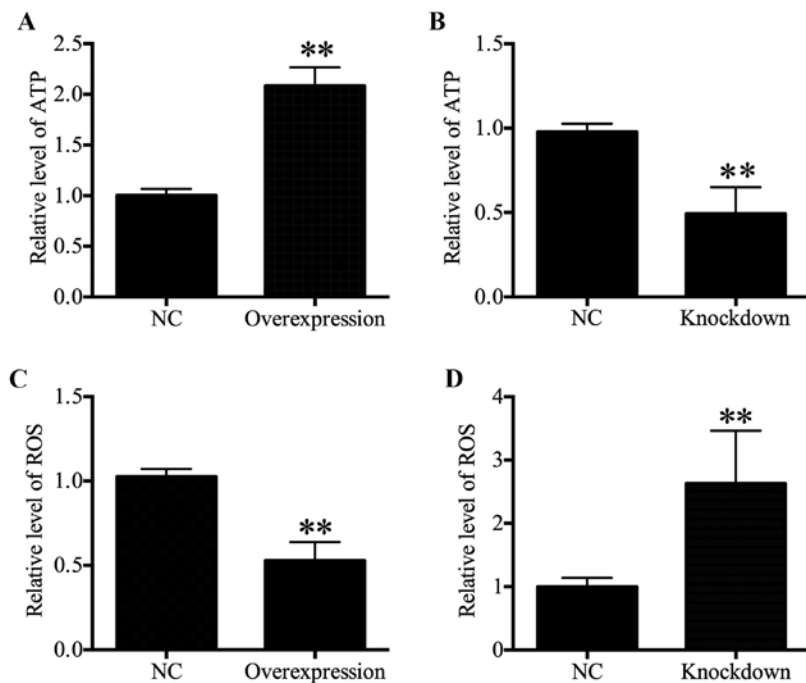 A
Relative level of ATP
2.5
2.0
1.5
1.0
0.5
0.0
**
NC
Overexpression
B
Relative level of ATP
1.5
1.0
0.5
0.0
**
NC
Knockdown
C
Relative level of ROS
1.5
1.0
0.5
0.0
**
NC
Overexpression
D
Relative level of ROS
4
3
2
1
0
**
NC
Knockdown